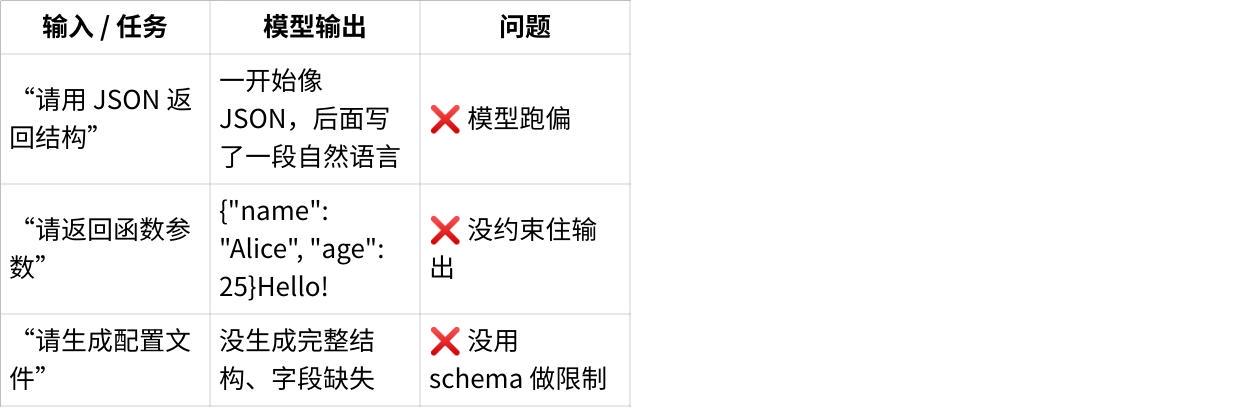 输入 / 任务
模型输出
问题
“请用 JSON 返
回结构”
一开始像
JSON，后面写
了一段自然语言
❌ 模型跑偏
“请返回函数参
数”
{"name":
"Alice", "age":
25}Hello!
❌ 没约束住输
出
“请生成配置文
件”
没生成完整结
构、字段缺失
❌ 没用
schema 做限制